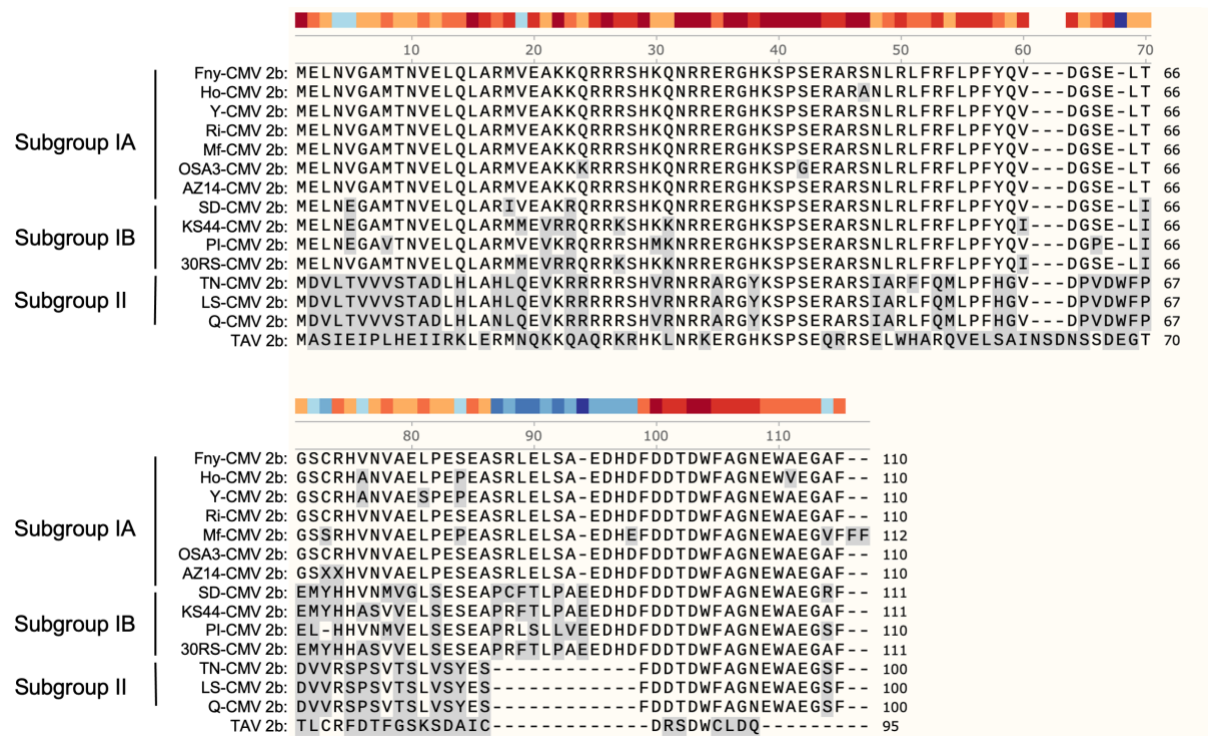 10 20 30 40 50 60 70
Subgroup IA
Fny-CMV 2b: MELNVGAMTNVELQLARMVEAKKQRRRSHKQNRRERGHKSPSERARSNLRLFRFLPFYQV---DGSE-LT 66
Ho-CMV 2b: MELNVGAMTNVELQLARMVEAKKQRRRSHKQNRRERGHKSPSERARANLRLFRFLPFYQV---DGSE-LT 66
Y-CMV 2b: MELNVGAMTNVELQLARMVEAKKQRRRSHKQNRRERGHKSPSERARSNLRLFRFLPFYQV---DGSE-LT 66
Ri-CMV 2b: MELNVGAMTNVELQLARMVEAKKQRRRSHKQNRRERGHKSPSERARSNLRLFRFLPFYQV---DGSE-LT 66
Mf-CMV 2b: MELNVGAMTNVELQLARMVEAKKQRRRSHKQNRRERGHKSPSERARSNLRLFRFLPFYQV---DGSE-LT 66
OSA3-CMV 2b: MELNVGAMTNVELQLARMVEAKKKRRRSHKQNRRERGHKSPGERARSNLRLFRFLPFYQV---DGSE-LT 66
AZ14-CMV 2b: MELNVGAMTNVELQLARMVEAKKQRRRSHKQNRRERGHKSPSERARSNLRLFRFLPFYQV---DGSE-LT 66
Subgroup IB
SD-CMV 2b: MELNEGAMTNVELQLARIVEAKRQRRRSHKQNRRERGHKSPSERARSNLRLFRFLPFYQV---DGSE-LI 66
KS44-CMV 2b: MELNVGAMTNVELQLARMMEVRRQRRKSHKKNRRERGHKSPSERARSNLRLFRFLPFYQI---DGSE-LI 66
PI-CMV 2b: MELNEGAVTNVELQLARMVEVKRQRRRSHMKNRRERGHKSPSERARSNLRLFRFLPFYQV---DGPE-LI 66
30RS-CMV 2b: MELNVGAMTNVELQLARMMEVRRQRRKSHKKNRRERGHKSPSERARSNLRLFRFLPFYQI---DGSE-LI 66
Subgroup II
TN-CMV 2b: MDVLTVVVSTADLHLAHLQEVKRRRRRSHVRNRRARGYKSPSERARSIARFFQMLPFHGV---DPVDWFP 67
LS-CMV 2b: MDVLTVVVSTADLHLAHLQEVKRRRRRSHVRNRRARGYKSPSERARSIARLFQMLPFHGV---DPVDWFP 67
Q-CMV 2b: MDVLTVVVSTADLHLANLQEVKRRRRRSHVRNRRARGYKSPSERARSIARLFQMLPFHGV---DPVDWFP 67
TAV 2b: MASIEIPLHEIIRKLERMNQKKQAQRKRHKLNRKERGHKSPSEQRRSELWHARQVELSAINSDNSSDEGT 70
80 90 100 110
Subgroup IA
Fny-CMV 2b: GSCRHVNVAELPESEASRLELSA-EDHDFDDTDWFAGNEWAEGAF-- 110
Ho-CMV 2b: GSCRHANVAELPEPEASRLELSA-EDHDFDDTDWFAGNEWVEGAF-- 110
Y-CMV 2b: GSCRHANVAESPEPEASRLELSA-EDHDFDDTDWFAGNEWAEGAF-- 110
Ri-CMV 2b: GSCRHVNVAELPESEASRLELSA-EDHDFDDTDWFAGNEWAEGAF-- 110
Mf-CMV 2b: GSSRHVNVAELPEPEASRLELSA-EDHEFDDTDWFAGNEWAEGVFFF 112
OSA3-CMV 2b: GSCRHVNVAELPESEASRLELSA-EDHDFDDTDWFAGNEWAEGAF-- 110
AZ14-CMV 2b: GSXXHVNVAELPESEASRLELSA-EDHDFDDTDWFAGNEWAEGAF-- 110
Subgroup IB
SD-CMV 2b: EMYHHVNMVGLSESEAPCFTLPAEEDHDFDDTDWFAGNEWAEGRF-- 111
KS44-CMV 2b: EMYHHASVVELSESEAPRFTLPAEEDHDFDDTDWFAGNEWAEGAF-- 111
PI-CMV 2b: EL-HHVNMVELSESEAPRLSLLVEEDHDFDDTDWFAGNEWAEGSF-- 110
30RS-CMV 2b: EMYHHASVVELSESEAPRFTLPAEEDHDFDDTDWFAGNEWAEGAF-- 111
Subgroup II
TN-CMV 2b: DVVRSPSVTSLVSYES------------FDDTDWFAGNEWAEGSF-- 100
LS-CMV 2b: DVVRSPSVTSLVSYES------------FDDTDWFAGNEWAEGSF-- 100
Q-CMV 2b: DVVRSPSVTSLVSYES------------FDDTDWFAGNEWAEGSF-- 100
TAV 2b: TLCRFDTFGSKSDAIC-------------DRSDWCLDQ--------- 95